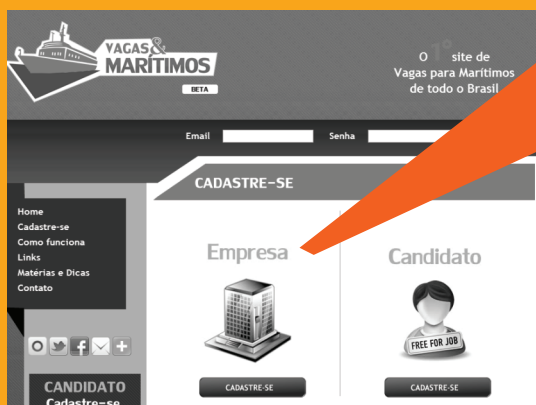 VAGAS&
MARÍTIMOS
BETA
O 1° site de
Vagas para Marítimos
de todo o Brasil
Email
Senha
CADASTRE-SE
Home
Cadastre-se
Como funciona
Links
Matérias e Dicas
Contato
Empresa
Candidato
FREE FOR JOB
CADASTRE-SE
CADASTRE-SE
CANDIDATO
Cadastre-se